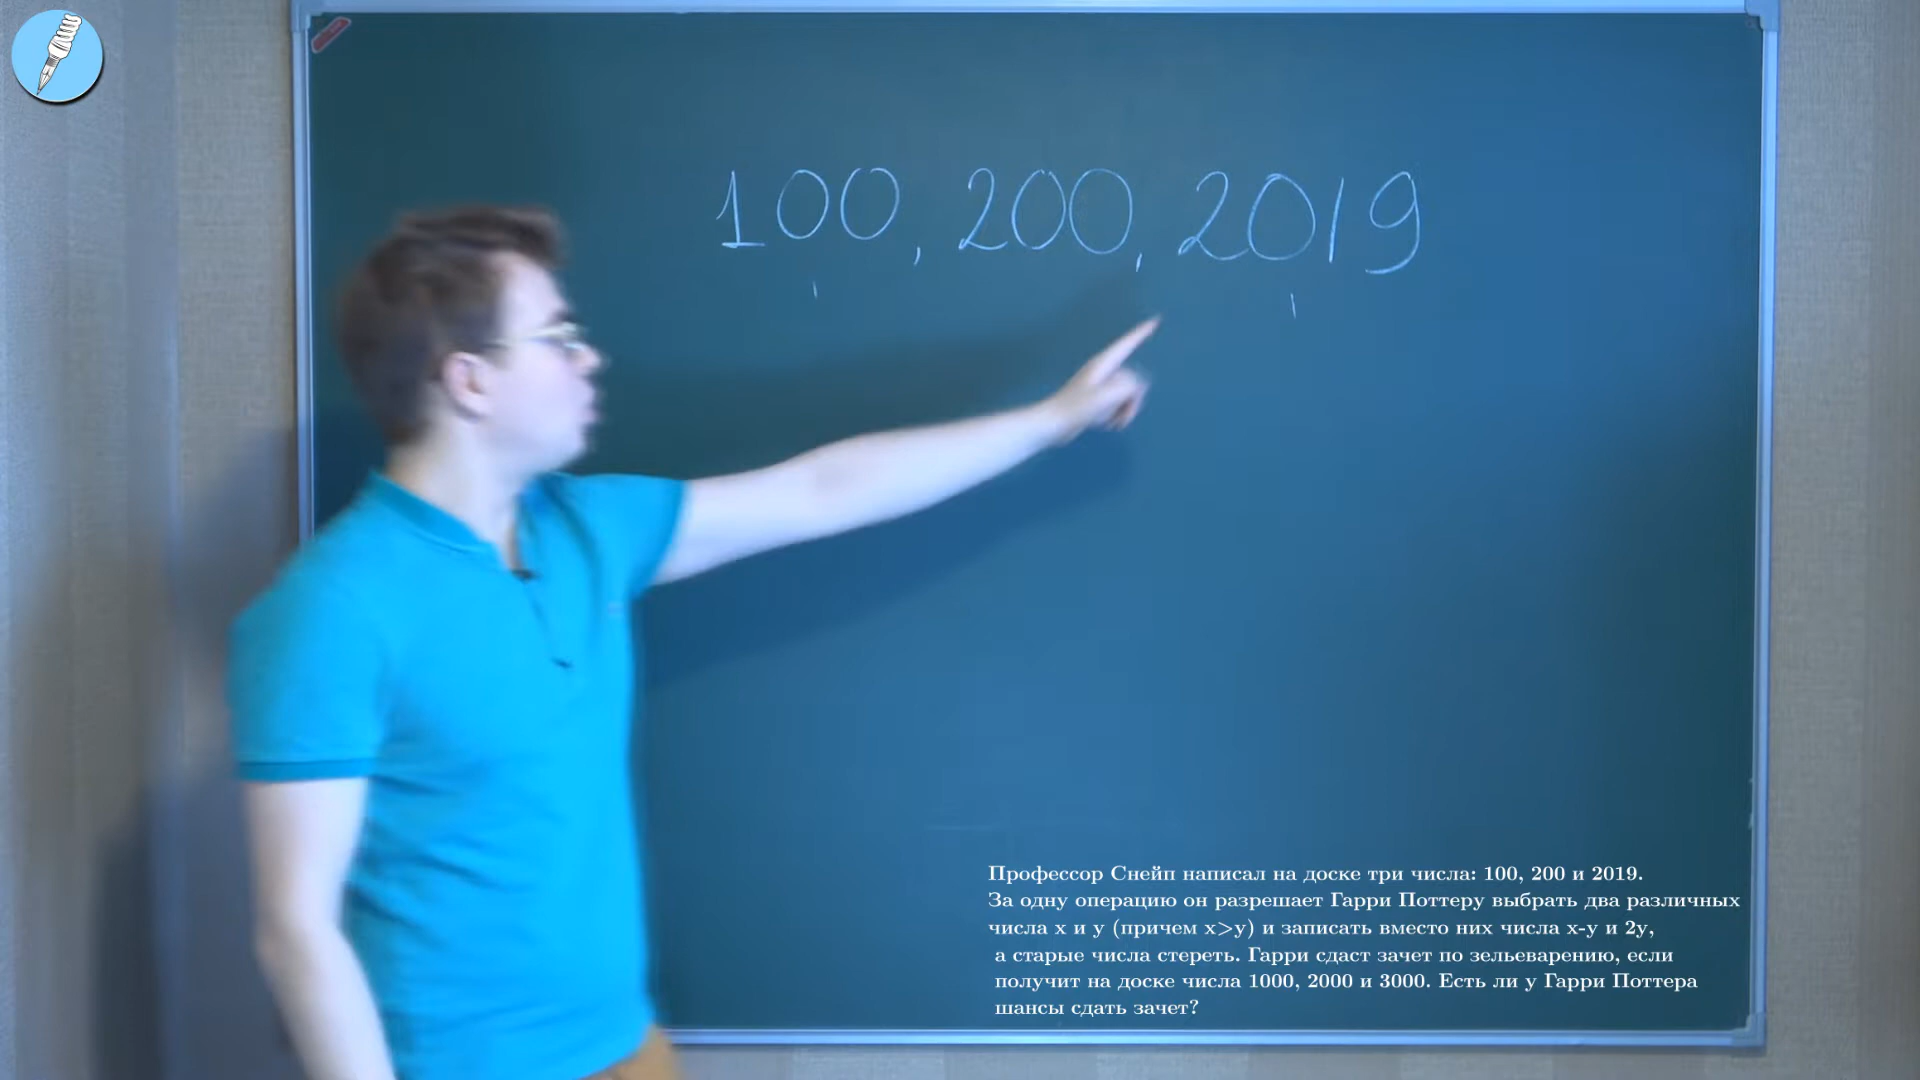 100, 200, 2019
Профессор Снейп написал на доске три числа: 100, 200 и 2019.
За одну операцию он разрешает Гарри Поттеру выбрать два различных
числа x и y (причем x>y) и записать вместо них числа x-y и 2y,
а старые числа стереть. Гарри сдаст зачет по зельеварению, если
получит на доске числа 1000, 2000 и 3000. Есть ли у Гарри Поттера
шансы сдать зачет?